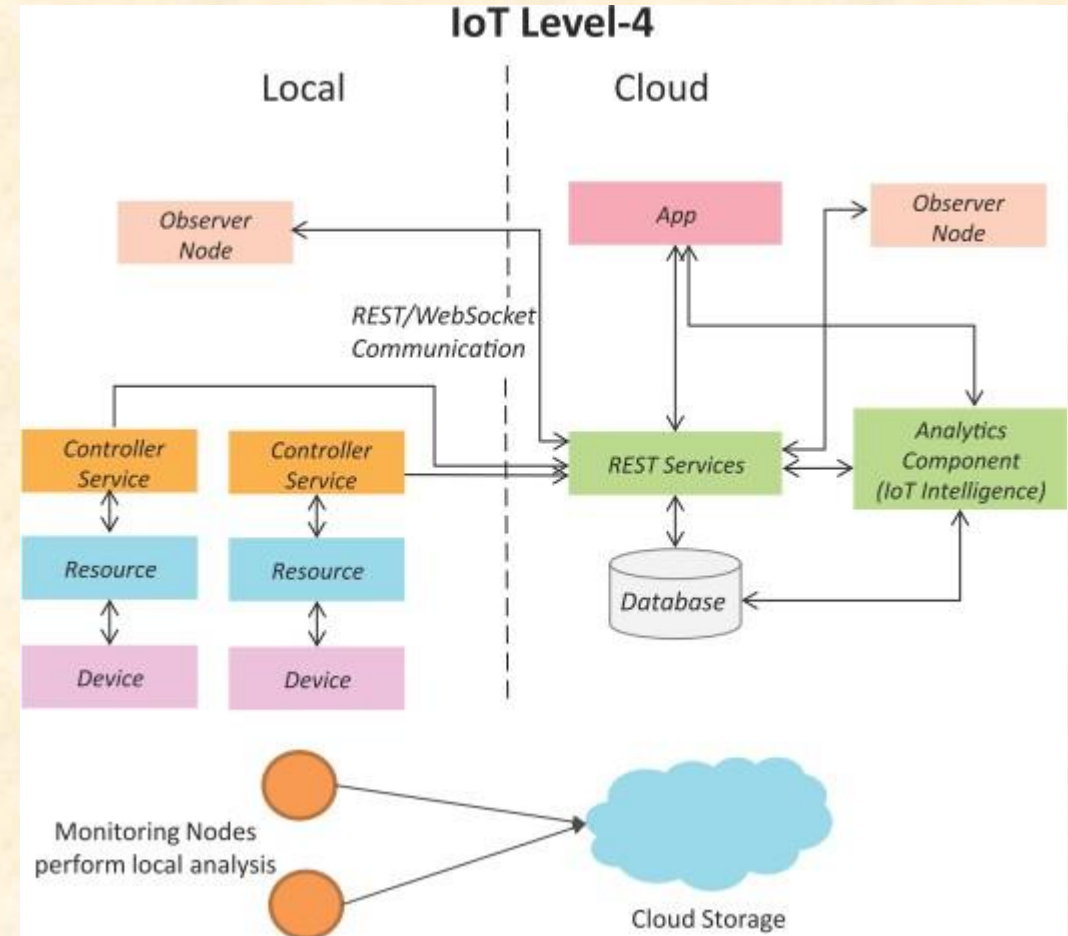 IoT Level-4
Local
Cloud
Observer
Node
App
Observer
Node
REST/WebSocket
Communication
Controller
Service
Controller
Service
REST Services
Analytics
Component
(IoT Intelligence)
Resource
Resource
Database
Device
Device
Monitoring Nodes
perform local analysis
Cloud Storage